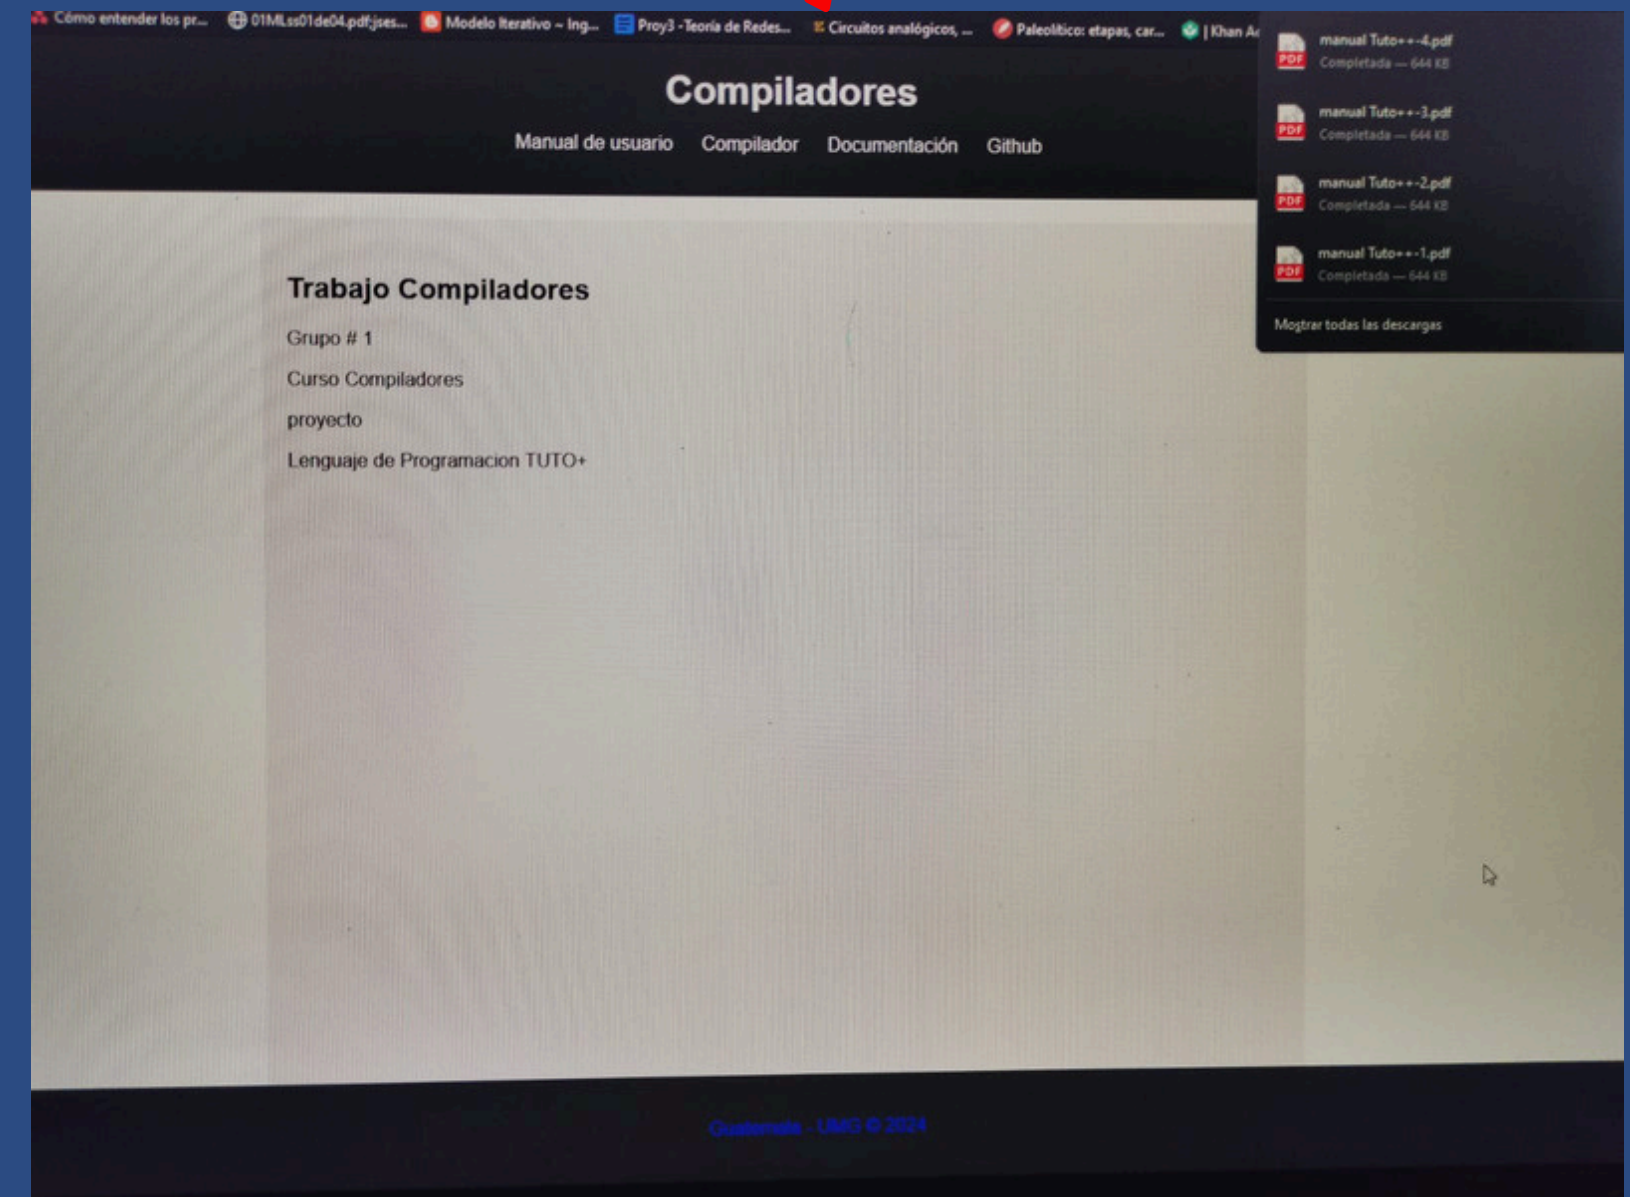 Cómo entender los pr... 01MLss01de04.pdf;jses... Modelo Iterativo ~ Ing... Proy3 -Teoría de Redes... Circuitos analógicos, ... Paleolítico: etapas, car... | Khan Ac
Compiladores
Manual de usuario Compilador Documentación Github
manual Tuto++-4.pdf
Completada — 644 KB
manual Tuto++-3.pdf
Completada — 644 KB
manual Tuto++-2.pdf
Completada — 644 KB
manual Tuto++-1.pdf
Completada — 644 KB
Mostrar todas las descargas
Trabajo Compiladores
Grupo # 1
Curso Compiladores
proyecto
Lenguaje de Programacion TUTO+
Guatemala - UMG © 2024